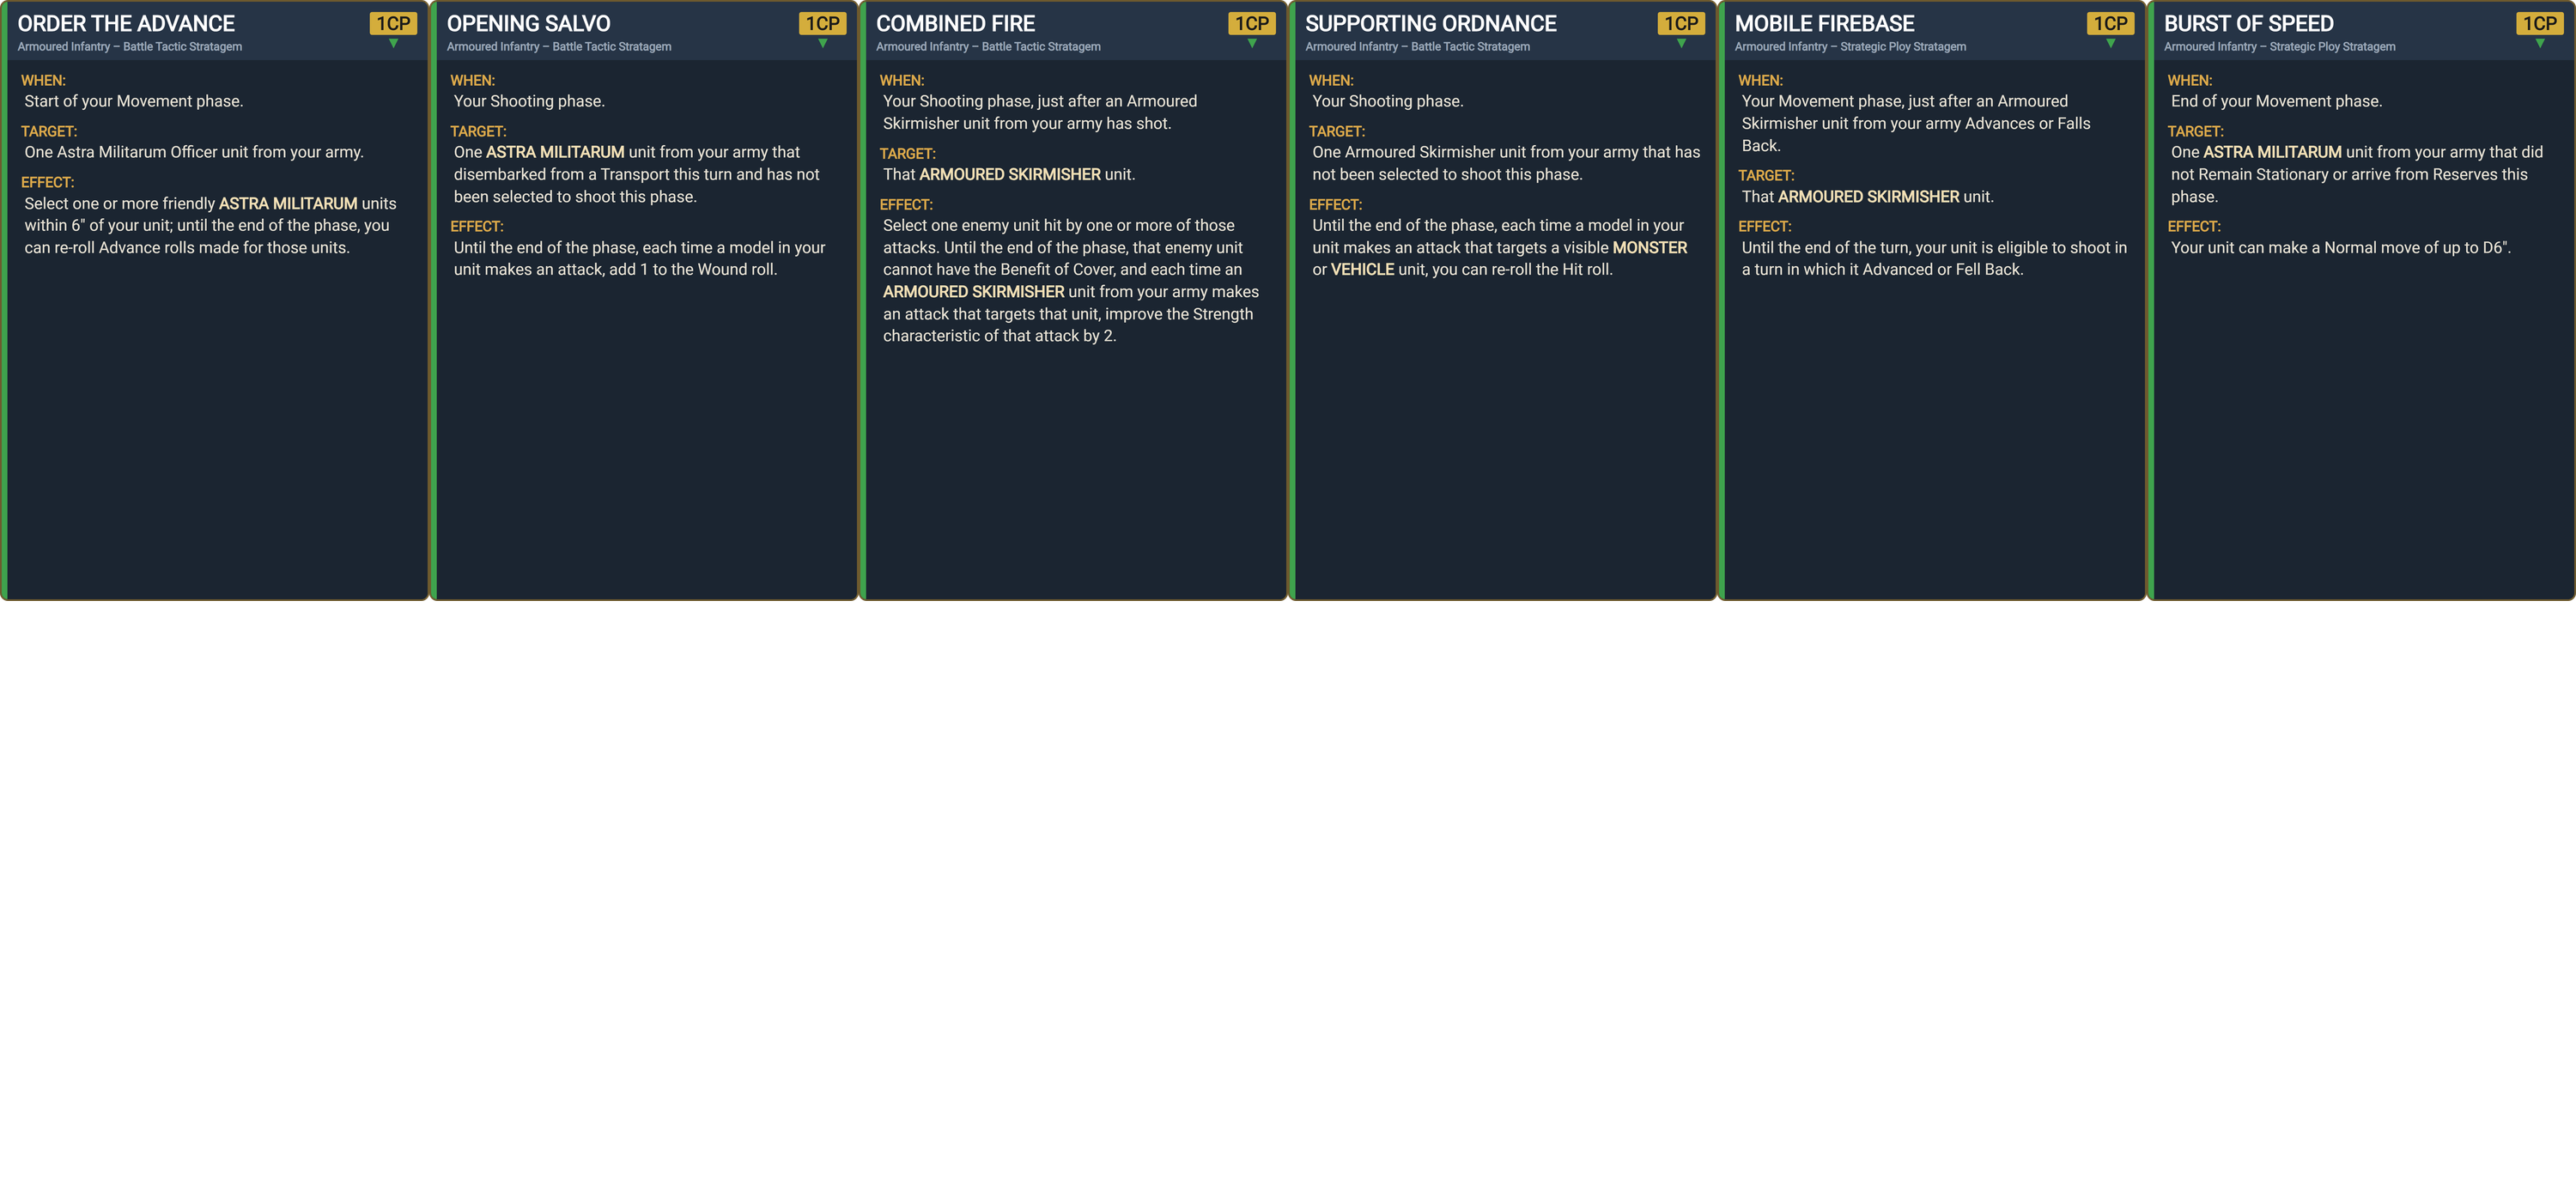 ORDER THE ADVANCE
1CP
Armoured Infantry – Battle Tactic Stratagem
WHEN:
Start of your Movement phase.
TARGET:
One Astra Militarum Officer unit from your army.
EFFECT:
Select one or more friendly ASTRA MILITARUM units
within 6" of your unit; until the end of the phase, you
can re-roll Advance rolls made for those units.
OPENING SALVO
1CP
Armoured Infantry – Battle Tactic Stratagem
WHEN:
Your Shooting phase.
TARGET:
One ASTRA MILITARUM unit from your army that
disembarked from a Transport this turn and has not
been selected to shoot this phase.
EFFECT:
Until the end of the phase, each time a model in your
unit makes an attack, add 1 to the Wound roll.
COMBINED FIRE
1CP
Armoured Infantry – Battle Tactic Stratagem
WHEN:
Your Shooting phase, just after an Armoured
Skirmisher unit from your army has shot.
TARGET:
That ARMOURED SKIRMISHER unit.
EFFECT:
Select one enemy unit hit by one or more of those
attacks. Until the end of the phase, that enemy unit
cannot have the Benefit of Cover, and each time an
ARMOURED SKIRMISHER unit from your army makes
an attack that targets that unit, improve the Strength
characteristic of that attack by 2.
SUPPORTING ORDNANCE
1CP
Armoured Infantry – Battle Tactic Stratagem
WHEN:
Your Shooting phase.
TARGET:
One Armoured Skirmisher unit from your army that has
not been selected to shoot this phase.
EFFECT:
Until the end of the phase, each time a model in your
unit makes an attack that targets a visible MONSTER
or VEHICLE unit, you can re-roll the Hit roll.
MOBILE FIREBASE
1CP
Armoured Infantry – Strategic Ploy Stratagem
WHEN:
Your Movement phase, just after an Armoured
Skirmisher unit from your army Advances or Falls
Back.
TARGET:
That ARMOURED SKIRMISHER unit.
EFFECT:
Until the end of the turn, your unit is eligible to shoot in
a turn in which it Advanced or Fell Back.
BURST OF SPEED
1CP
Armoured Infantry – Strategic Ploy Stratagem
WHEN:
End of your Movement phase.
TARGET:
One ASTRA MILITARUM unit from your army that did
not Remain Stationary or arrive from Reserves this
phase.
EFFECT:
Your unit can make a Normal move of up to D6".